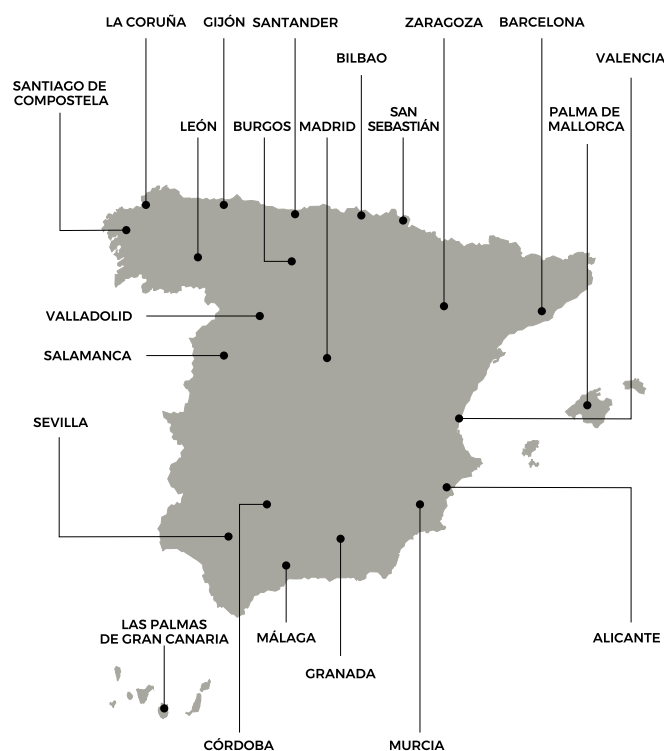 LA CORUÑA
GIJÓN
SANTANDER
ZARAGOZA
BARCELONA
BILBAO
VALENCIA
SANTIAGO DE
COMPOSTELA
LEÓN
BURGOS
MADRID
SAN
SEBASTIÁN
PALMA DE
MALLORCA
VALLADOLID
SALAMANCA
SEVILLA
LAS PALMAS
DE GRAN CANARIA
MÁLAGA
ALICANTE
GRANADA
CÓRDOBA
MURCIA